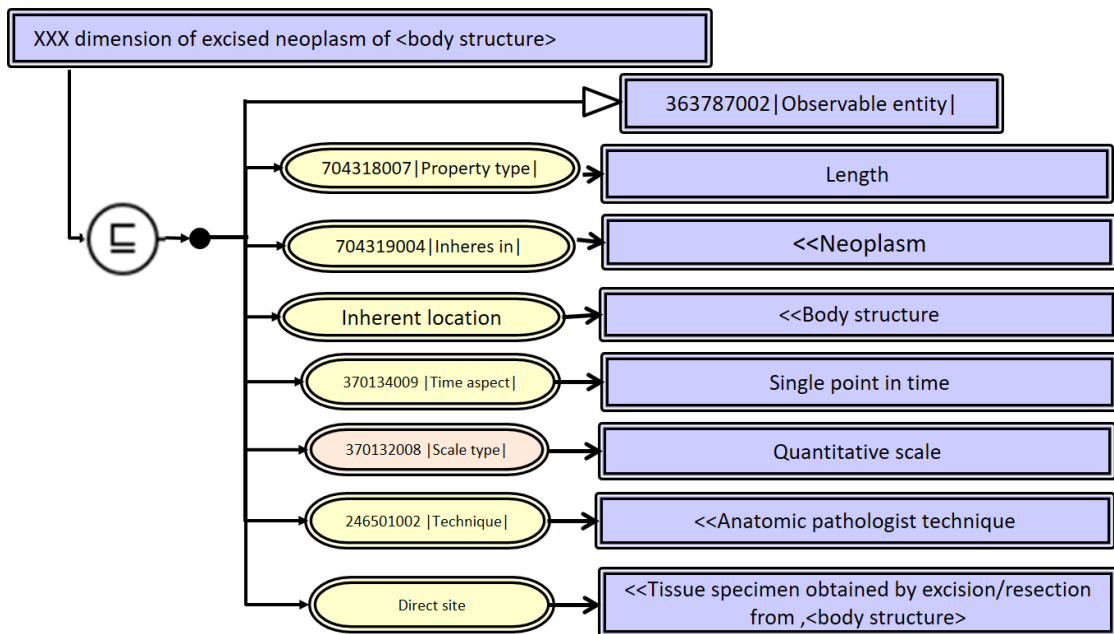 XXX dimension of excised neoplasm of <body structure>
363787002|Observable entity|
704318007|Property type|
Length
704319004|Inheres in|
<<Neoplasm
Inherent location
<<Body structure
370134009 |Time aspect|
Single point in time
370132008 |Scale type|
Quantitative scale
246501002 |Technique|
<<Anatomic pathologist technique
Direct site
<<Tissue specimen obtained by excision/resection
from ,<body structure>
⊑